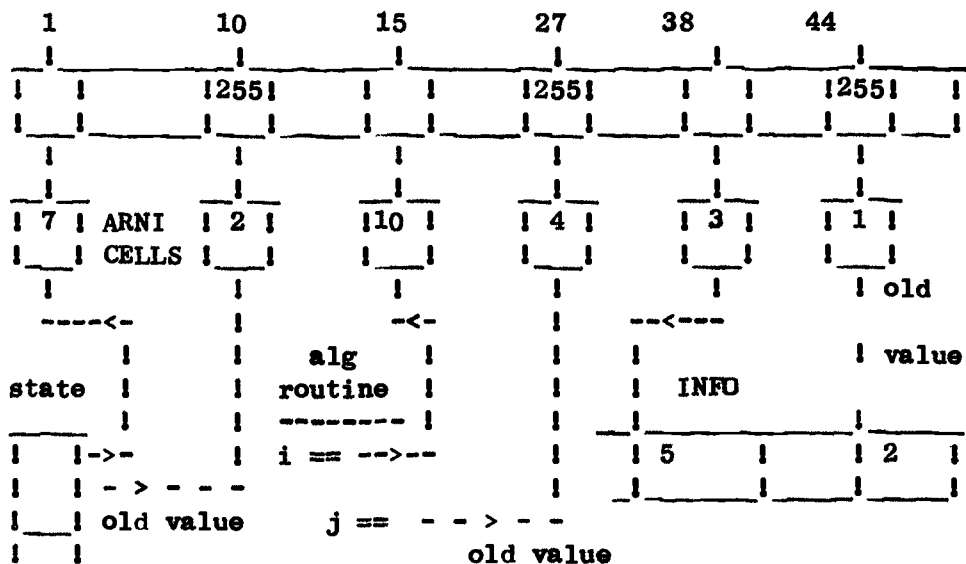 1 10 15 27 38 44
255 255 255
7 ARNI 2 10 4 3 1
CELLS
old
alg value
state routine INFO
i == 5 2
old value j ==
old value